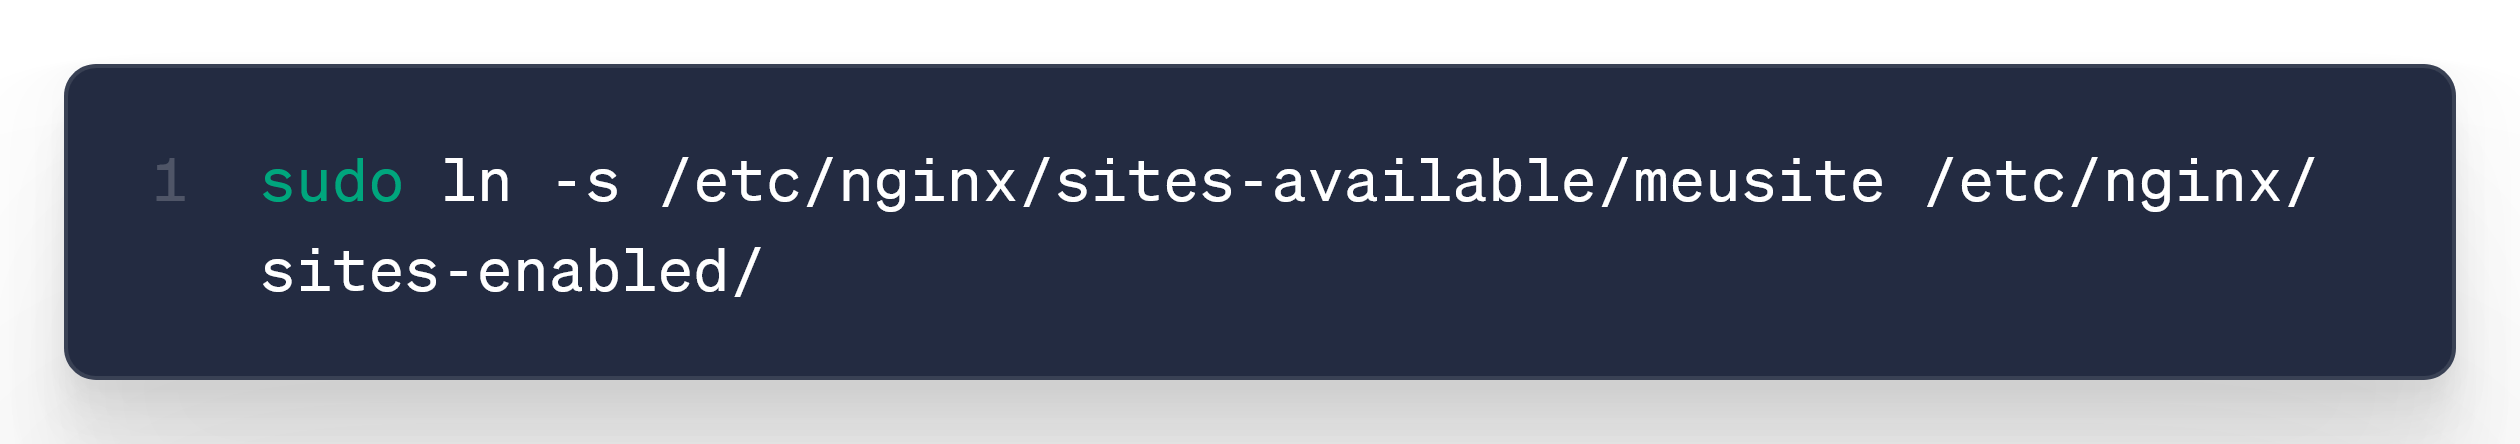 1 sudo ln -s /etc/nginx/sites-available/meusite /etc/nginx/
sites-enabled/